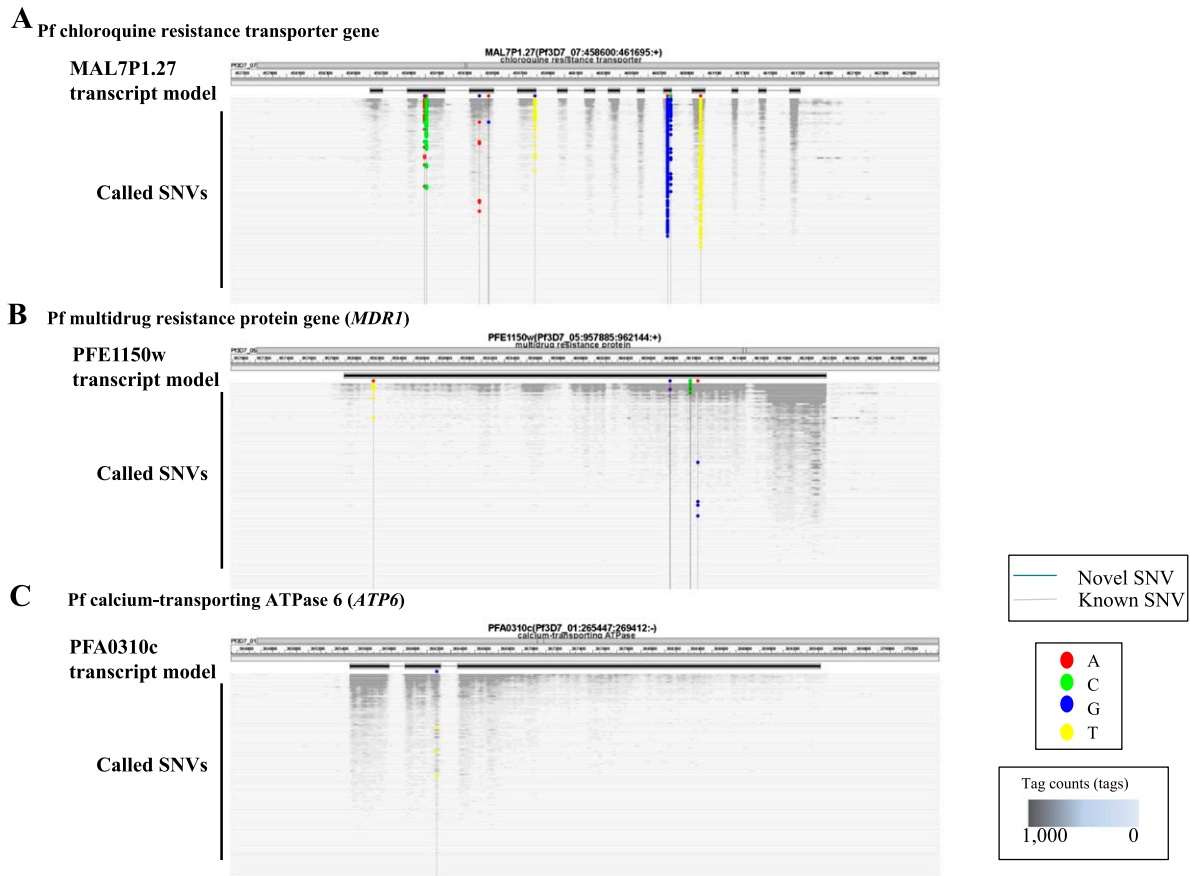 A Pf chloroquine resistance transporter gene
MAL7P1.27(Pf3D7_07:458600:461695:+)
chloroquine resistance transporter
Pf3D7_07
MAL7P1.27
transcript model
Called SNVs
B Pf multidrug resistance protein gene (MDR1)
PFE1150w(Pf3D7_05:957885:962144:+)
multidrug resistance protein
Pf3D7_05
PFE1150w
transcript model
Called SNVs
C Pf calcium-transporting ATPase 6 (ATP6)
PFA0310c(Pf3D7_01:265447:269412:-)
calcium-transporting ATPase
Pf3D7_01
PFA0310c
transcript model
Called SNVs
Novel SNV
Known SNV
A
C
G
T
Tag counts (tags)
1,000 0